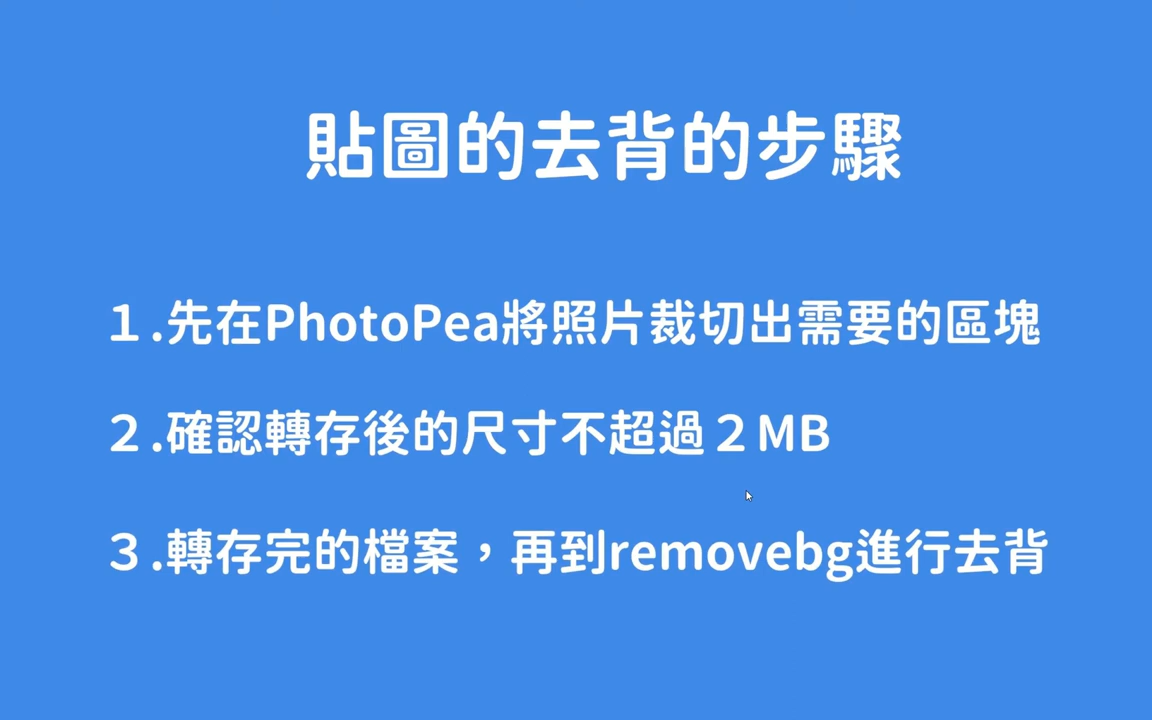 貼圖的去背的步驟
１.先在PhotoPea將照片裁切出需要的區塊
２.確認轉存後的尺寸不超過２MB
３.轉存完的檔案，再到removebg進行去背